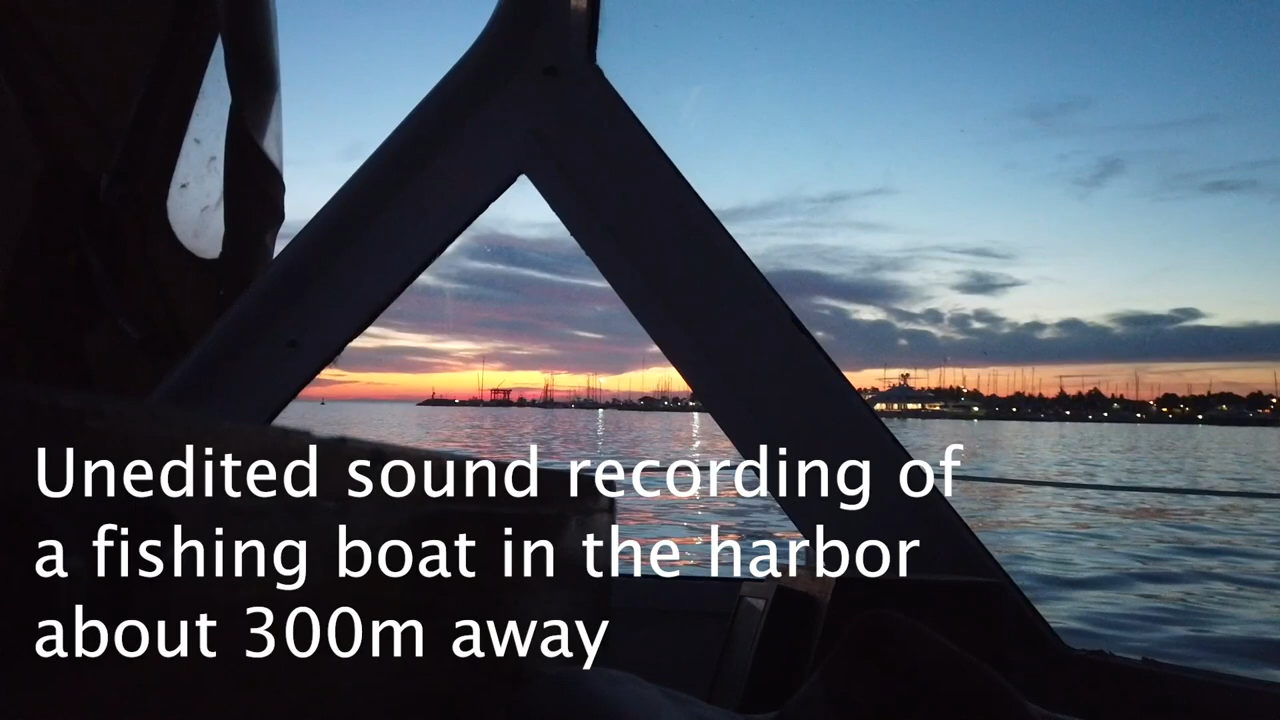 Unedited sound recording of
a fishing boat in the harbor
about 300m away